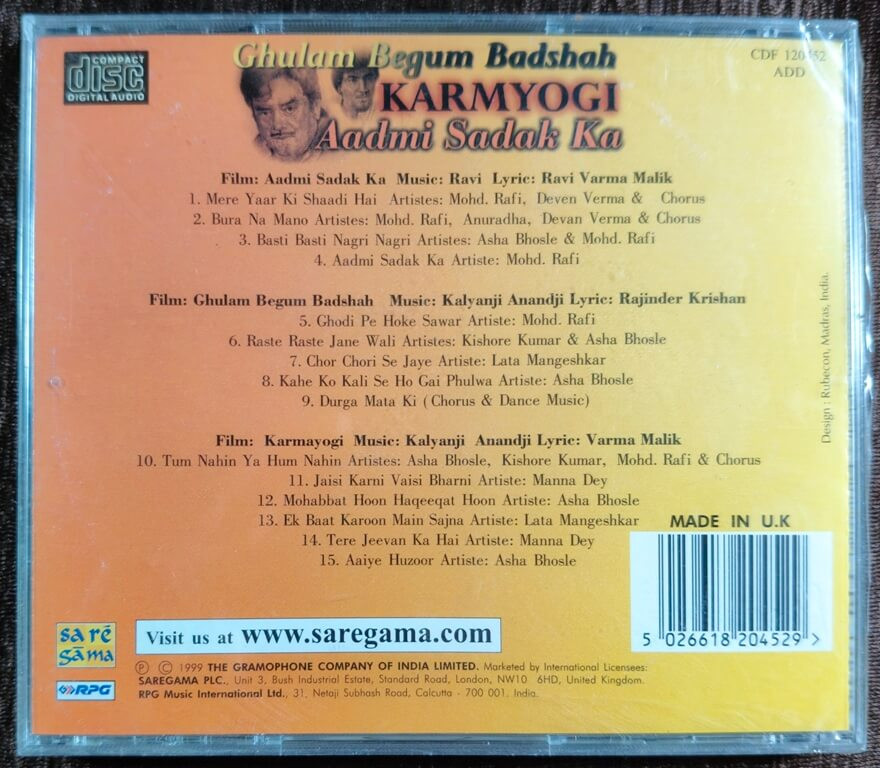 COMPACT
disc
DIGITAL AUDIO
Ghulam Begum Badshah
KARMYOGI
Aadmi Sadak Ka
CDF 120452
ADD
Film: Aadmi Sadak Ka Music: Ravi Lyric: Ravi Varma Malik
1. Mere Yaar Ki Shaadi Hai Artistes: Mohd. Rafi, Deven Verma & Chorus
2. Bura Na Mano Artistes: Mohd. Rafi, Anuradha, Devan Verma & Chorus
3. Basti Basti Nagri Nagri Artistes: Asha Bhosle & Mohd. Rafi
4. Aadmi Sadak Ka Artiste: Mohd. Rafi
Film: Ghulam Begum Badshah Music: Kalyanji Anandji Lyric: Rajinder Krishan
5. Ghodi Pe Hoke Sawar Artiste: Mohd. Rafi
6. Raste Raste Jane Wali Artistes: Kishore Kumar & Asha Bhosle
7. Chor Chori Se Jaye Artiste: Lata Mangeshkar
8. Kahe Ko Kali Se Ho Gai Phulwa Artiste: Asha Bhosle
9. Durga Mata Ki (Chorus & Dance Music)
Film: Karmayogi Music: Kalyanji Anandji Lyric: Varma Malik
10. Tum Nahin Ya Hum Nahin Artistes: Asha Bhosle, Kishore Kumar, Mohd. Rafi & Chorus
11. Jaisi Karni Vaisi Bharni Artiste: Manna Dey
12. Mohabbat Hoon Haqeeqat Hoon Artiste: Asha Bhosle
13. Ek Baat Karoon Main Sajna Artiste: Lata Mangeshkar
14. Tere Jeevan Ka Hai Artiste: Manna Dey
15. Aaiye Huzoor Artiste: Asha Bhosle
Design : Rubecon, Madras, India.
MADE IN U.K
5 026618 204529 >
sa rē
gāma
RPG
Visit us at www.saregama.com
Ⓟ © 1999 THE GRAMOPHONE COMPANY OF INDIA LIMITED. Marketed by International Licensees:
SAREGAMA PLC., Unit 3, Bush Industrial Estate, Standard Road, London, NW10 6HD, United Kingdom.
RPG Music International Ltd., 31, Netaji Subhash Road, Calcutta - 700 001. India.